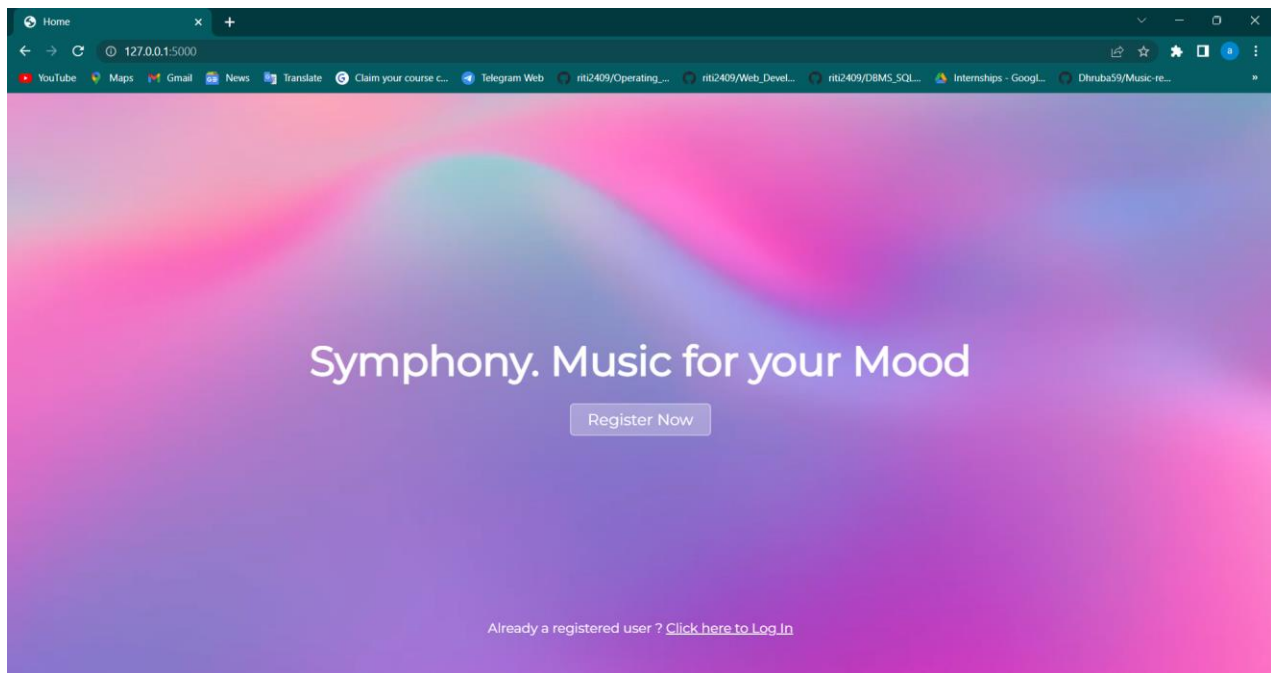 Home
127.0.0.1:5000
YouTube Maps Gmail News Translate Claim your course c... Telegram Web riti2409/Operating_... riti2409/Web_Devel... riti2409/DBMS_SQL... Internships - Googl... Dhruba59/Music-re... »
Symphony. Music for your Mood
Register Now
Already a registered user ? Click here to Log In